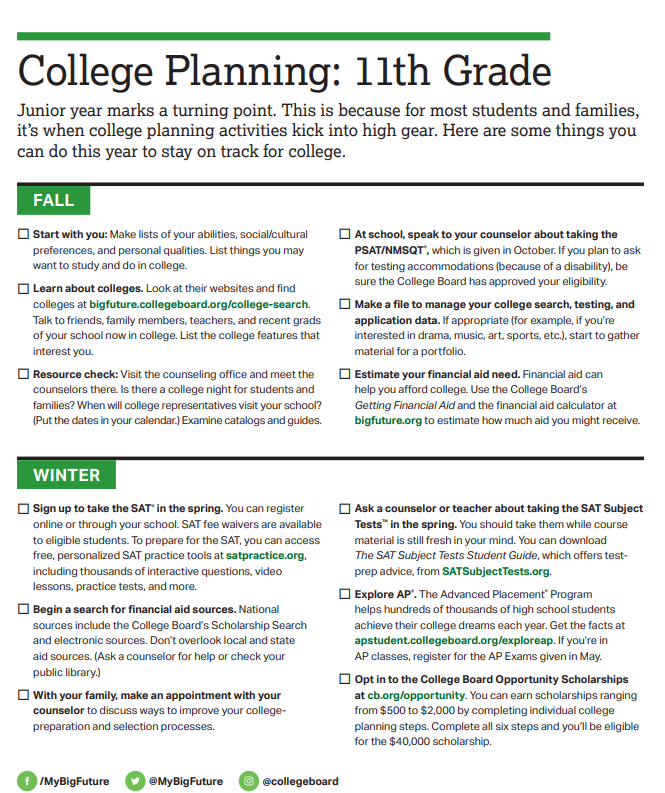 College Planning: 11th Grade
Junior year marks a turning point. This is because for most students and families,
it's when college planning activities kick into high gear. Here are some things you
can do this year to stay on track for college.
FALL
Start with you: Make lists of your abilities, social/cultural
preferences, and personal qualities. List things you may
want to study and do in college.
Learn about colleges. Look at their websites and find
colleges at bigfuture.collegeboard.org/college-search.
Talk to friends, family members, teachers, and recent grads
of your school now in college. List the college features that
interest you.
Resource check: Visit the counseling office and meet the
counselors there. Is there a college night for students and
families? When will college representatives visit your school?
(Put the dates in your calendar.) Examine catalogs and guides.
At school, speak to your counselor about taking the
PSAT/NMSQT®, which is given in October. If you plan to ask
for testing accommodations (because of a disability), be
sure the College Board has approved your eligibility.
Make a file to manage your college search, testing, and
application data. If appropriate (for example, if you're
interested in drama, music, art, sports, etc.), start to gather
material for a portfolio.
Estimate your financial aid need. Financial aid can
help you afford college. Use the College Board's
Getting Financial Aid and the financial aid calculator at
bigfuture.org to estimate how much aid you might receive.
WINTER
Sign up to take the SAT® in the spring. You can register
online or through your school. SAT fee waivers are available
to eligible students. To prepare for the SAT, you can access
free, personalized SAT practice tools at satpractice.org,
including thousands of interactive questions, video
lessons, practice tests, and more.
Begin a search for financial aid sources. National
sources include the College Board's Scholarship Search
and electronic sources. Don't overlook local and state
aid sources. (Ask a counselor for help or check your
public library.)
With your family, make an appointment with your
counselor to discuss ways to improve your college-
preparation and selection processes.
Ask a counselor or teacher about taking the SAT Subject
Tests™ in the spring. You should take them while course
material is still fresh in your mind. You can download
The SAT Subject Tests Student Guide, which offers test-
prep advice, from SATSubjectTests.org.
Explore AP®. The Advanced Placement® Program
helps hundreds of thousands of high school students
achieve their college dreams each year. Get the facts at
apstudent.collegeboard.org/exploreap. If you're in
AP classes, register for the AP Exams given in May.
Opt in to the College Board Opportunity Scholarships
at cb.org/opportunity. You can earn scholarships ranging
from $500 to $2,000 by completing individual college
planning steps. Complete all six steps and you'll be eligible
for the $40,000 scholarship.
/MyBigFuture @MyBigFuture @collegeboard